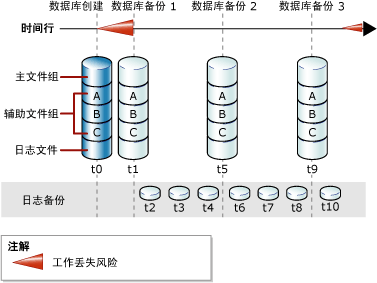 数据库创建 数据库备份 1 数据库备份 2 数据库备份 3
时间行
主文件组
A A A A
辅助文件组 B B B B
C C C C
日志文件
t0 t1 t5 t9
日志备份
t2 t3 t4 t6 t7 t8 t10
注解
工作丢失风险